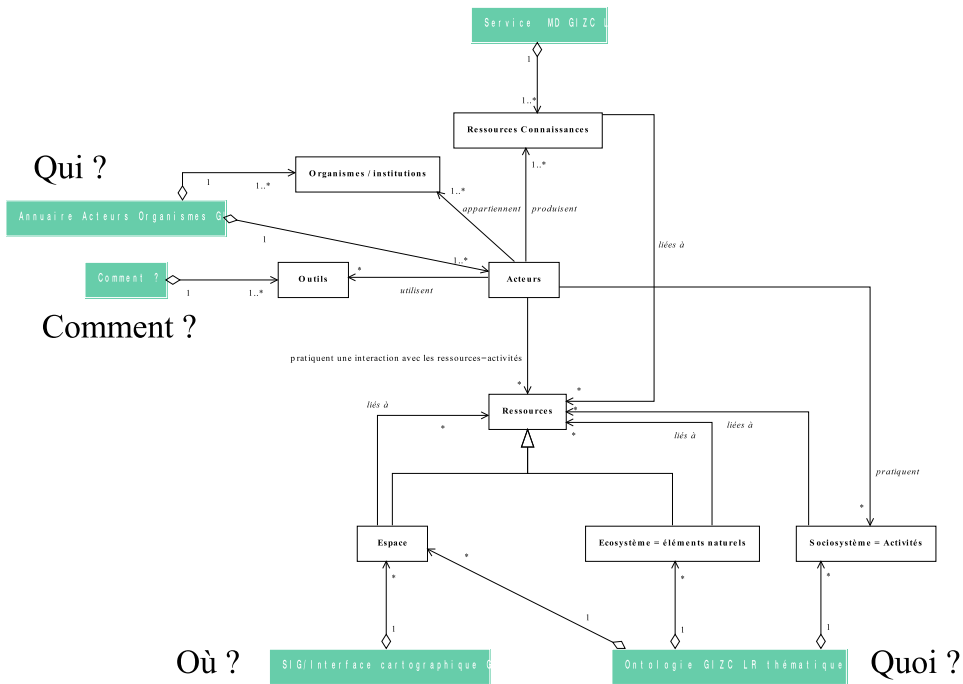 Service MD GIZC L
1
1..*
Ressources Connaissances
Qui ?
1
1..*
Organismes / institutions
1..*
1..*
appartiennent
produisent
Annuaire Acteurs Organismes G
1
1..*
liées à
Comment ?
1
1..*
Outils
*
utilisent
Acteurs
Comment ?
pratiquent une interaction avec les ressources=activités
*
*
liés à
*
Ressources
*
*
liés à
liées à
pratiquent
*
Espace
Ecosystème = éléments naturels
Sociosystème = Activités
*
*
*
*
1
1
1
1
Où ?
SIG/Interface cartographique G
Ontologie GIZC LR thématique
Quoi ?